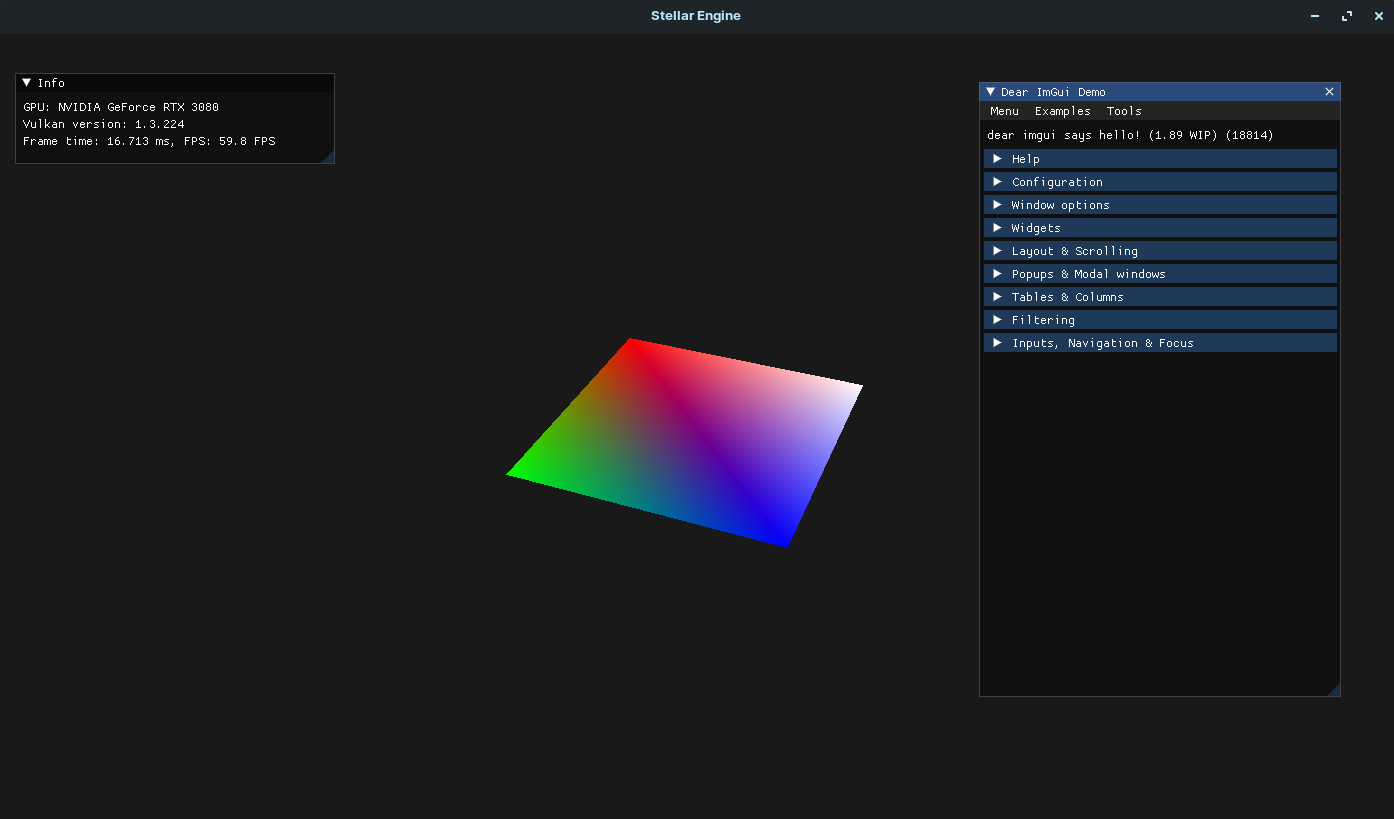 Stellar Engine
Info
GPU: NVIDIA GeForce RTX 3080
Vulkan version: 1.3.224
Frame time: 16.713 ms, FPS: 59.8 FPS
Dear ImGui Demo
Menu Examples Tools
dear imgui says hello! (1.89 WIP) (18814)
Help
Configuration
Window options
Widgets
Layout & Scrolling
Popups & Modal windows
Tables & Columns
Filtering
Inputs, Navigation & Focus